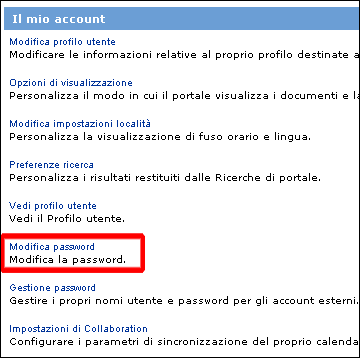 Il mio account
Modifica profilo utente
Modificare le informazioni relative al proprio profilo destinate a
Opzioni di visualizzazione
Personalizza il modo in cui il portale visualizza i documenti e la
Modifica impostazioni località
Personalizza la visualizzazione di fuso orario e lingua.
Preferenze ricerca
Personalizza i risultati restituiti dalle Ricerche di portale.
Vedi profilo utente
Vedi il Profilo utente.
Modifica password
Modifica la password.
Gestione password
Gestire i propri nomi utente e password per gli account esterni.
Impostazioni di Collaboration
Configurare i parametri di sincronizzazione del proprio calenda